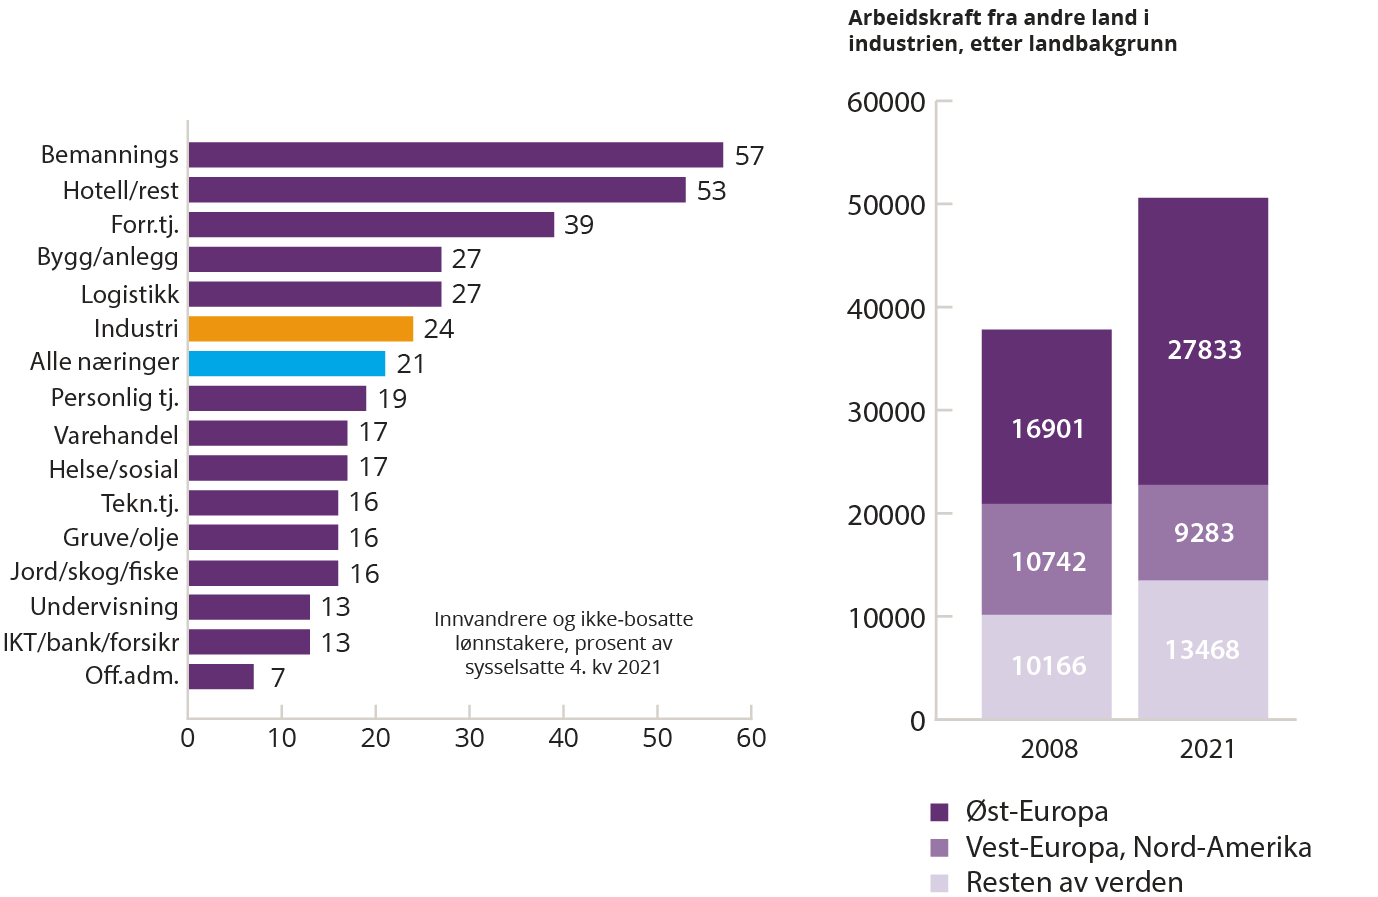 Bemannings 57
Hotell/rest 53
Forr.tj. 39
Bygg/anlegg 27
Logistikk 27
Industri 24
Alle næringer 21
Personlig tj. 19
Varehandel 17
Helse/sosial 17
Tekn.tj. 16
Gruve/olje 16
Jord/skog/fiske 16
Undervisning 13
IKT/bank/forsikr 13
Off.adm. 7
0 10 20 30 40 50 60
Innvandrere og ikke-bosatte
lønnstakere, prosent av
sysselsatte 4. kv 2021
Arbeidskraft fra andre land i
industrien, etter landbakgrunn
60000
50000
40000
30000
20000
10000
0
16901
10742
10166
27833
9283
13468
2008 2021
Øst-Europa
Vest-Europa, Nord-Amerika
Resten av verden